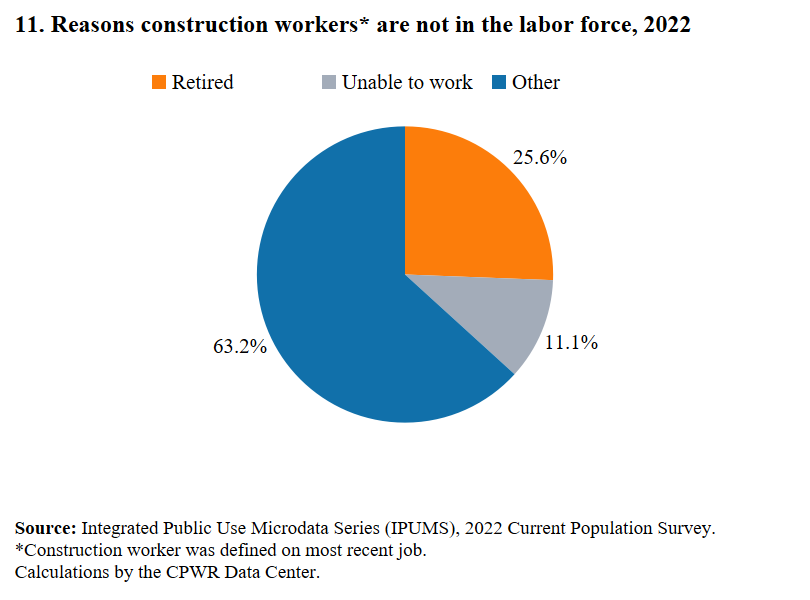 11. Reasons construction workers* are not in the labor force, 2022
Retired Unable to work Other
25.6%
11.1%
63.2%
Source: Integrated Public Use Microdata Series (IPUMS), 2022 Current Population Survey.
*Construction worker was defined on most recent job.
Calculations by the CPWR Data Center.